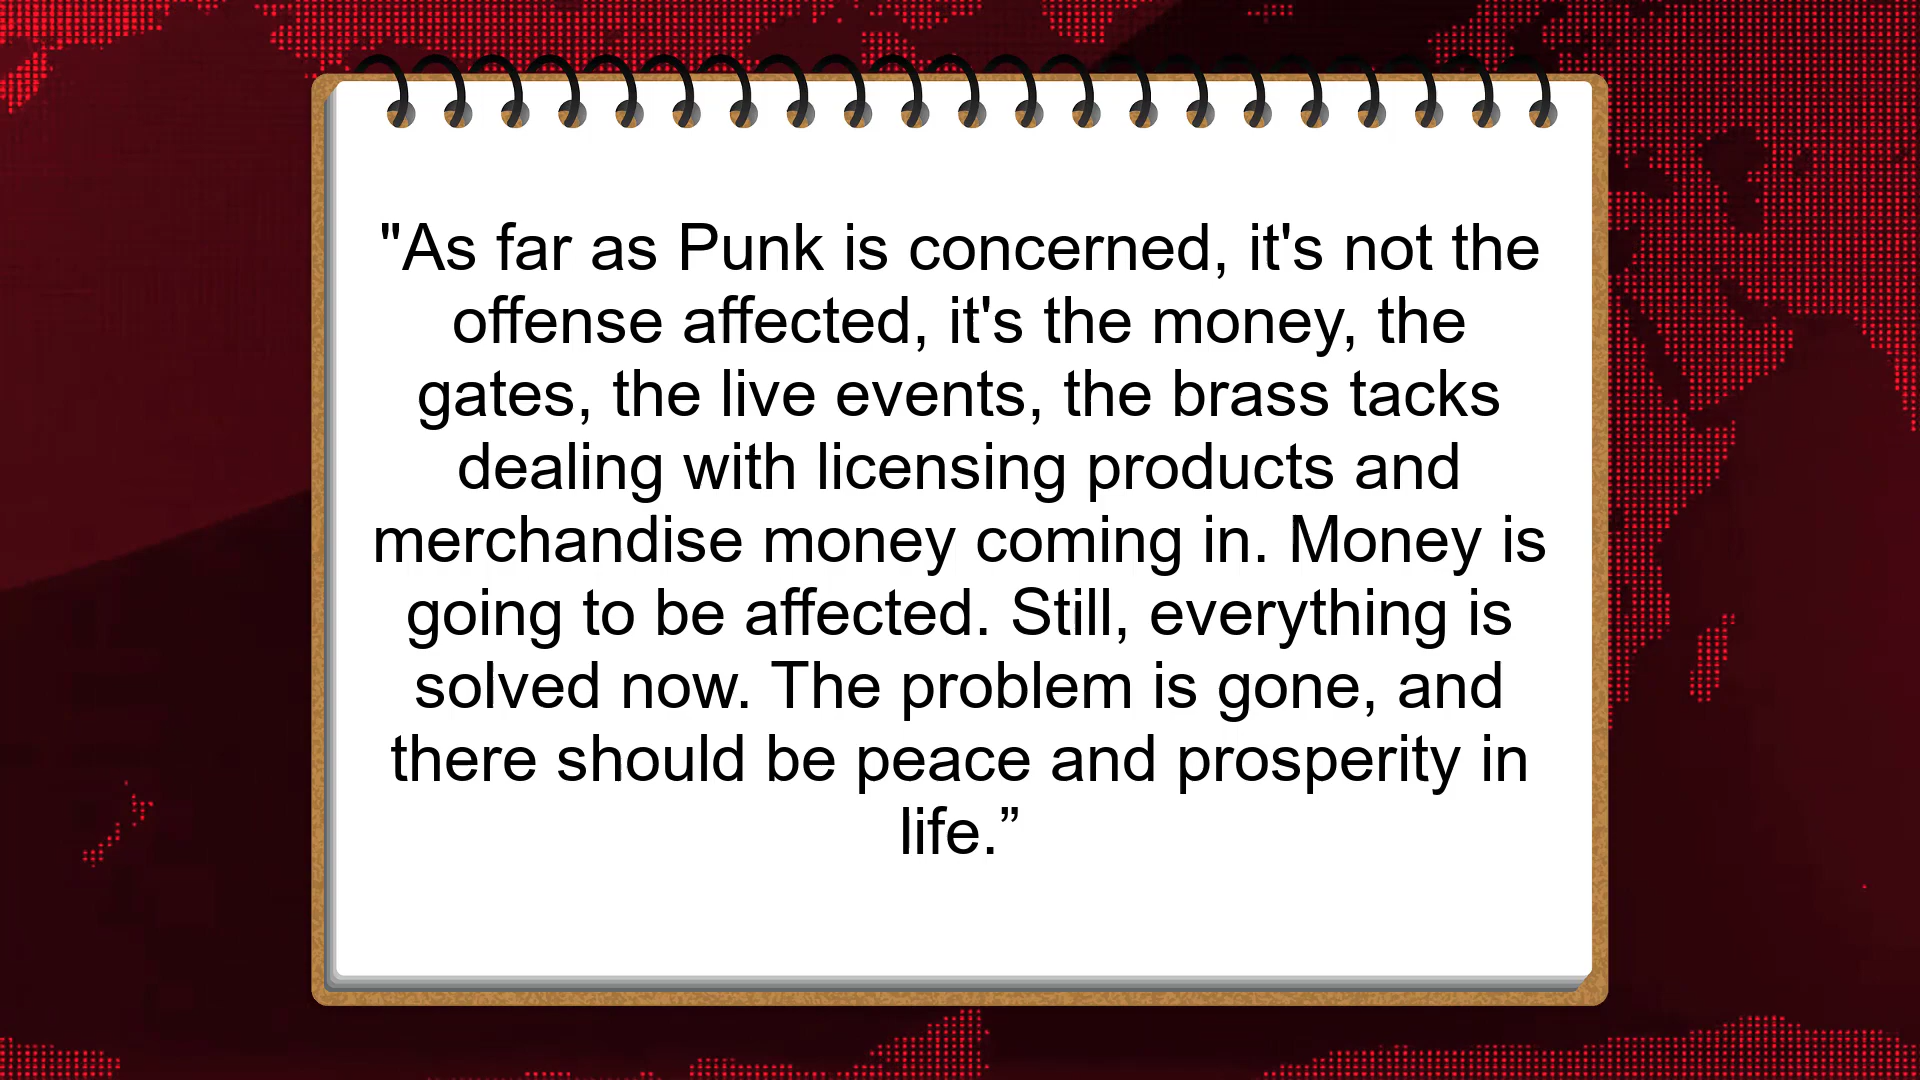 "As far as Punk is concerned, it's not the
offense affected, it's the money, the
gates, the live events, the brass tacks
dealing with licensing products and
merchandise money coming in. Money is
going to be affected. Still, everything is
solved now. The problem is gone, and
there should be peace and prosperity in
life.”